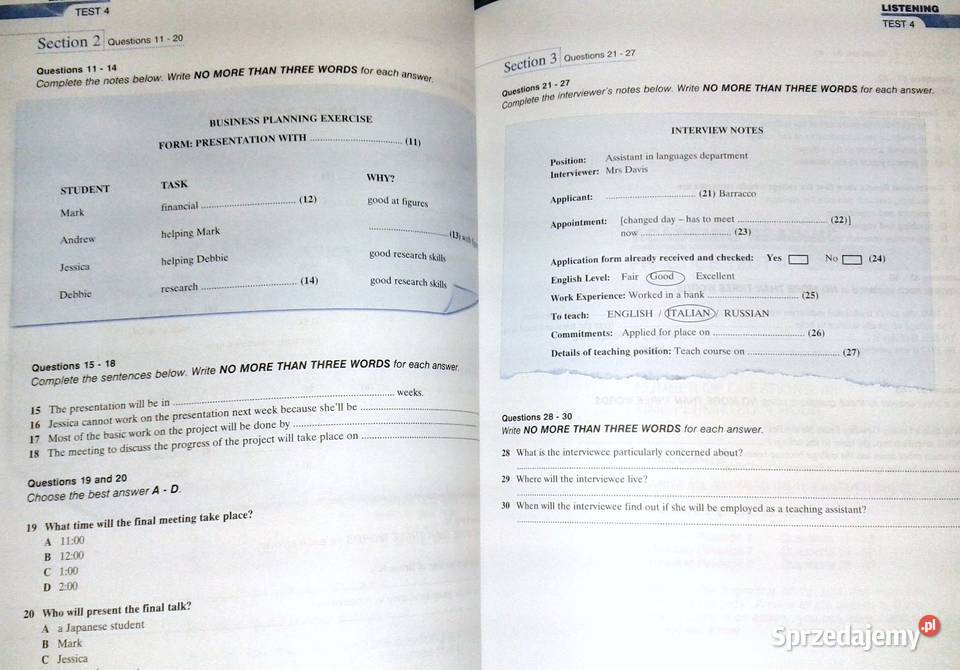 TEST 4
Section 2 Questions 11 - 20
Questions 11 - 14
Complete the notes below. Write NO MORE THAN THREE WORDS for each answer.
BUSINESS PLANNING EXERCISE
FORM: PRESENTATION WITH .............................. (11)
STUDENT TASK WHY?
Mark financial .............................. (12) good at figures
Andrew helping Mark .............................. (13) with
Jessica helping Debbie good research skills
Debbie research .............................. (14) good research skills
Questions 15 - 18
Complete the sentences below. Write NO MORE THAN THREE WORDS for each answer.
15 The presentation will be in .............................. weeks.
16 Jessica cannot work on the presentation next week because she'll be ..............................
17 Most of the basic work on the project will be done by ..............................
18 The meeting to discuss the progress of the project will take place on ..............................
Questions 19 and 20
Choose the best answer A - D.
19 What time will the final meeting take place?
A 11:00
B 12:00
C 1:00
D 2:00
20 Who will present the final talk?
A a Japanese student
B Mark
C Jessica
LISTENING
TEST 4
Section 3 Questions 21 - 27
Questions 21 - 27
Complete the interviewer's notes below. Write NO MORE THAN THREE WORDS for each answer.
INTERVIEW NOTES
Position: Assistant in languages department
Interviewer: Mrs Davis
Applicant: .............................. (21) Barracco
Appointment: [changed day – has to meet .............................. (22)]
now .............................. (23)
Application form already received and checked: Yes No (24)
English Level: Fair Good Excellent
Work Experience: Worked in a bank .............................. (25)
To teach: ENGLISH / ITALIAN / RUSSIAN
Commitments: Applied for place on .............................. (26)
Details of teaching position: Teach course on .............................. (27)
Questions 28 - 30
Write NO MORE THAN THREE WORDS for each answer.
28 What is the interviewee particularly concerned about?
29 Where will the interviewee live?
30 When will the interviewee find out if she will be employed as a teaching assistant?
Sprzedajemy.pl